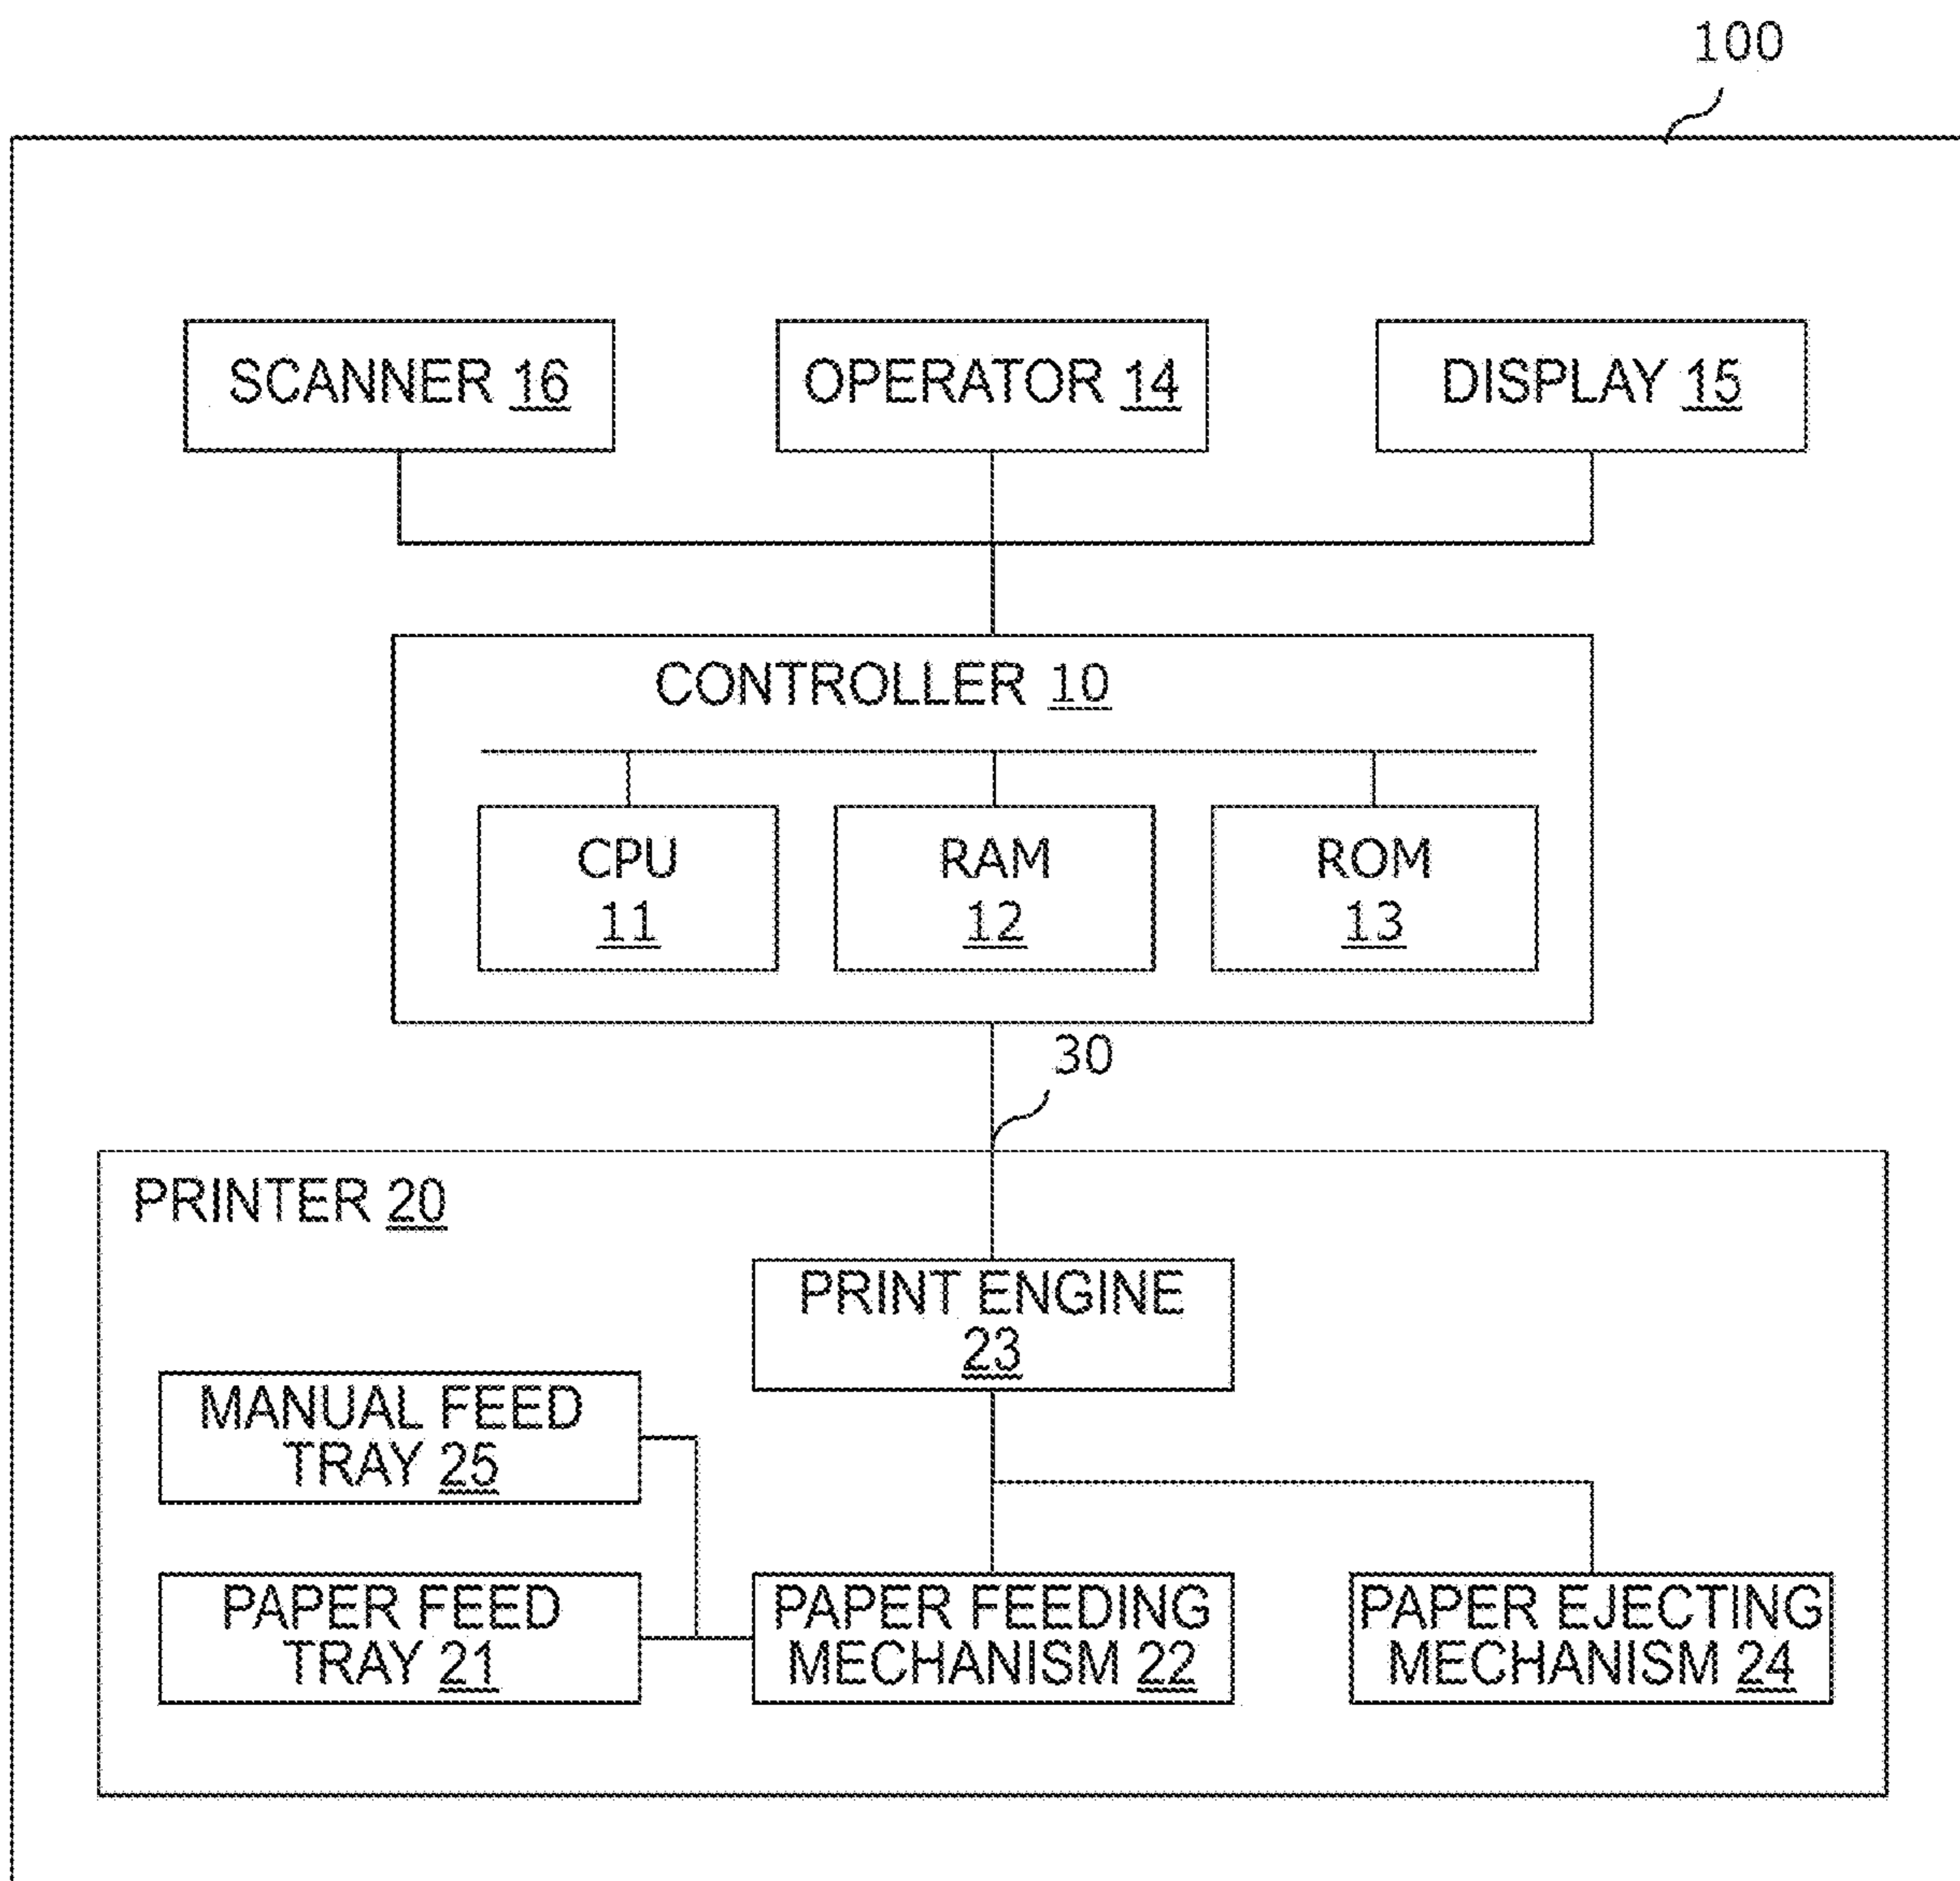 100
SCANNER 16
OPERATOR 14
DISPLAY 15
CONTROLLER 10
CPU
11
RAM
12
ROM
13
30
PRINTER 20
PRINT ENGINE
23
MANUAL FEED
TRAY 25
PAPER FEED
TRAY 21
PAPER FEEDING
MECHANISM 22
PAPER EJECTING
MECHANISM 24